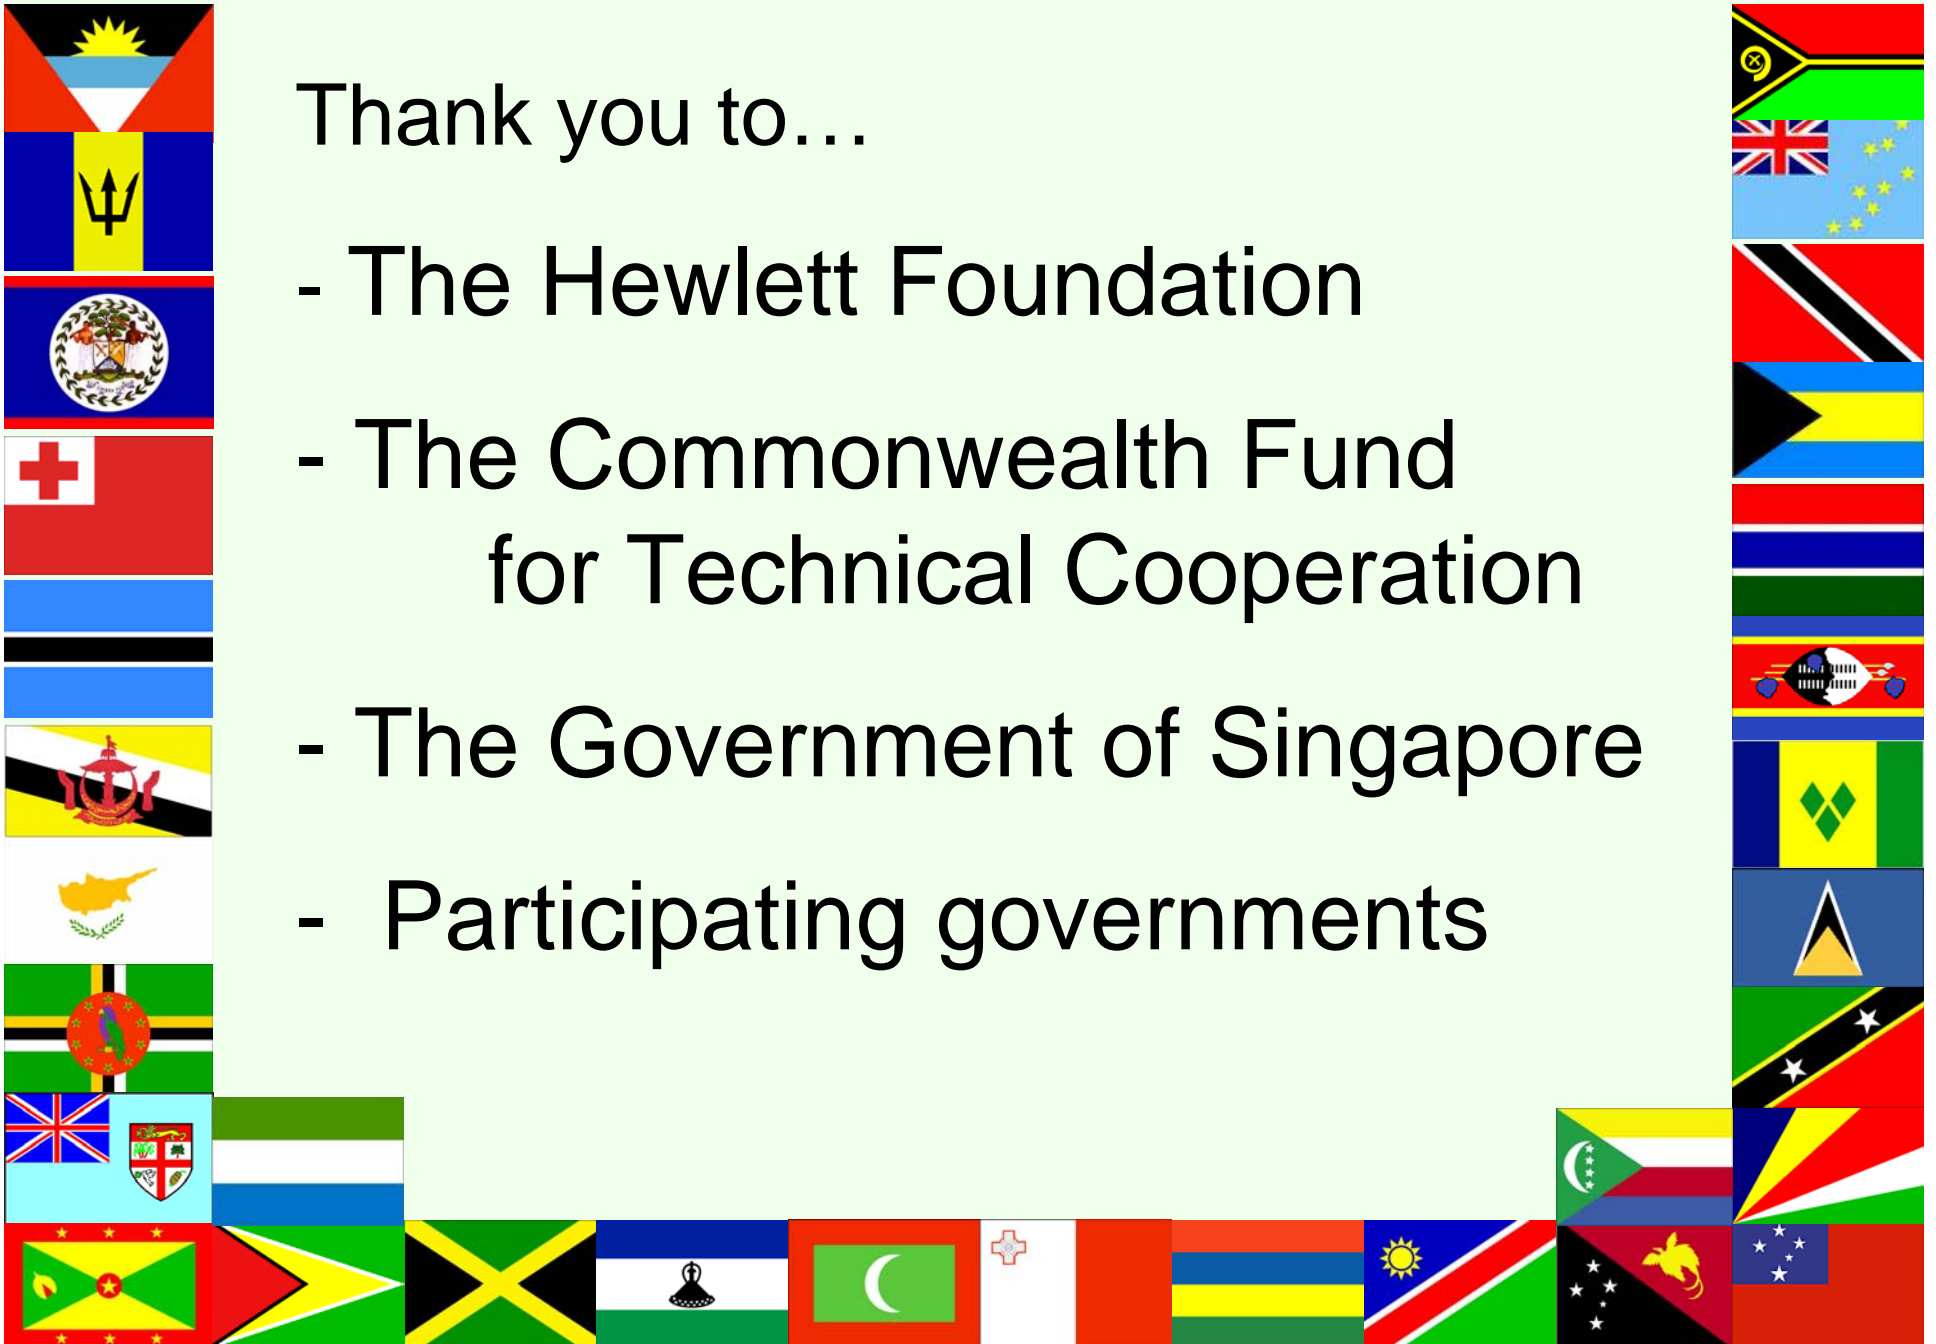 Thank you to…
- The Hewlett Foundation
- The Commonwealth Fund
for Technical Cooperation
- The Government of Singapore
- Participating governments